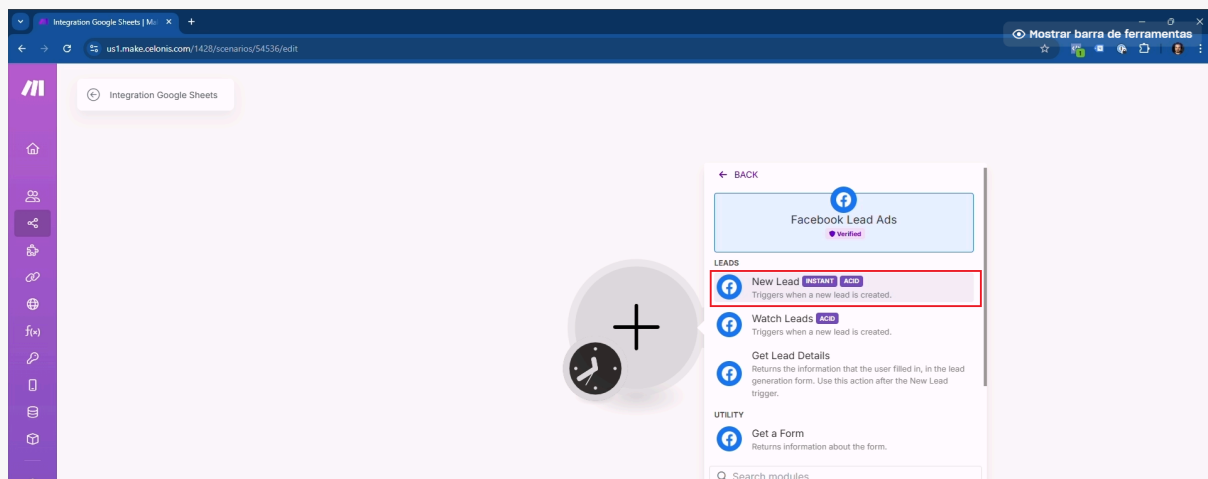 Integration Google Sheets | Ma
Mostrar barra de ferramentas
us1.make.celonis.com/1428/scenarios/54536/edit
1
Integration Google Sheets
BACK
Facebook Lead Ads
Verified
LEADS
New Lead INSTANT ACID
Triggers when a new lead is created.
Watch Leads ACID
Triggers when a new lead is created.
Get Lead Details
Returns the information that the user filled in, in the lead
generation form. Use this action after the New Lead
trigger.
UTILITY
Get a Form
Returns information about the form.
Search modules
f(x)